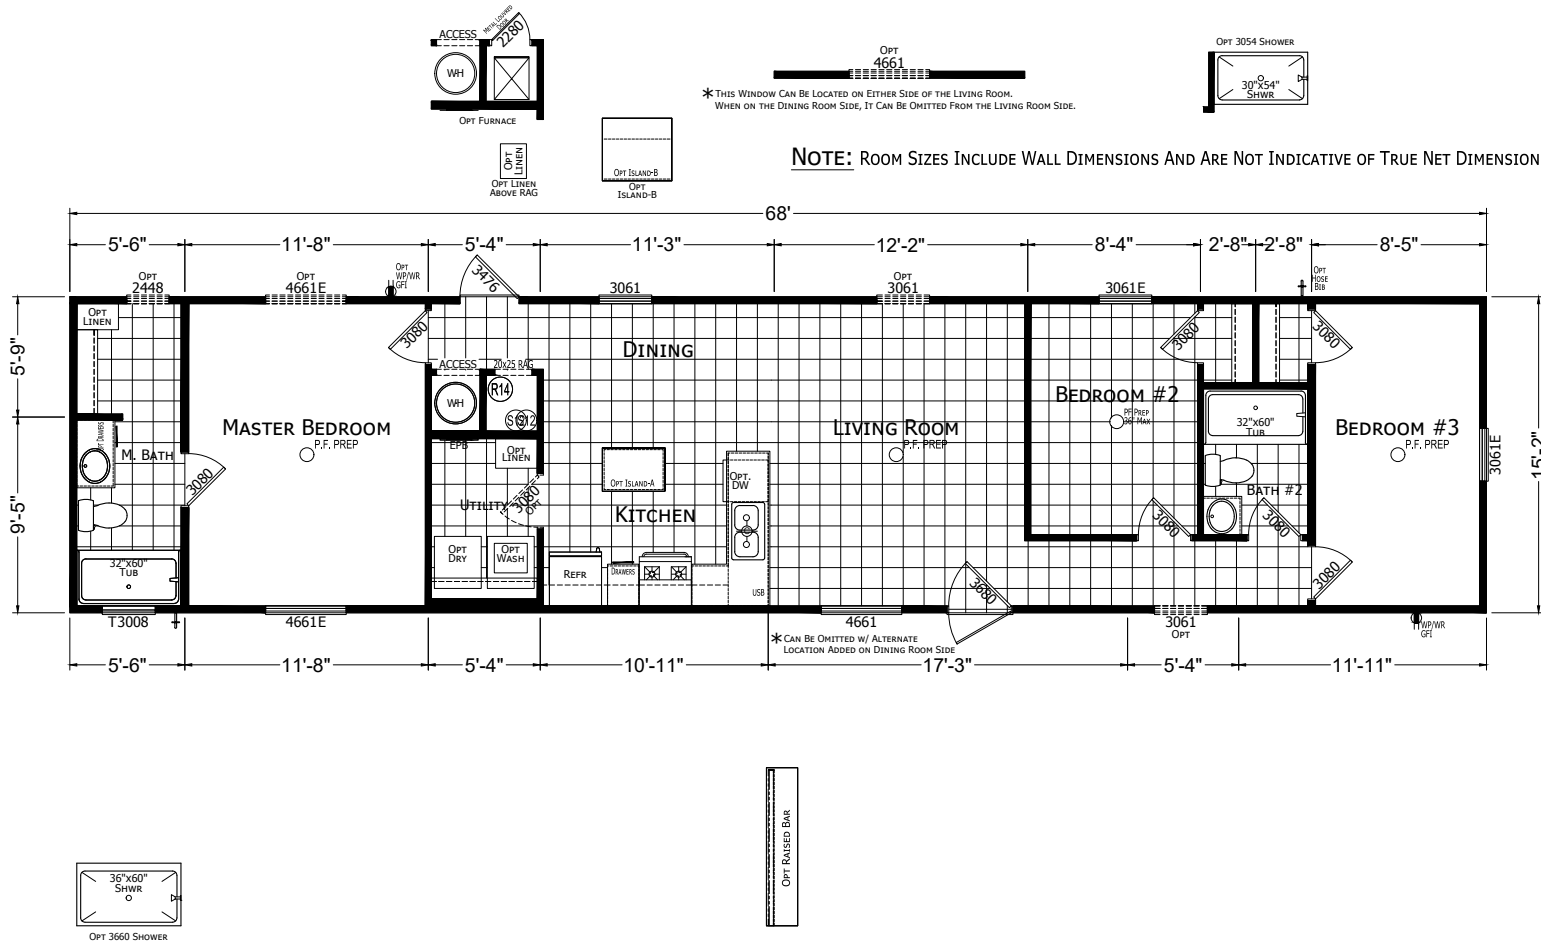 METAL LOUVRED
DOOR
2280
ACCESS
WH
OPT FURNACE
OPT
4661
*THIS WINDOW CAN BE LOCATED ON EITHER SIDE OF THE LIVING ROOM.
WHEN ON THE DINING ROOM SIDE, IT CAN BE OMITTED FROM THE LIVING ROOM SIDE.
OPT 3054 SHOWER
30"x54"
SHWR
OPT
LINEN
OPT LINEN
ABOVE RAG
OPT ISLAND-B
OPT
ISLAND-B
NOTE: ROOM SIZES INCLUDE WALL DIMENSIONS AND ARE NOT INDICATIVE OF TRUE NET DIMENSION
68'
5'-6"
11'-8"
5'-4"
11'-3"
12'-2"
8'-4"
2'-8"
2'-8"
8'-5"
OPT
2448
OPT
4661E
OPT
WP/WR
GFI
3476
3061
OPT
3061
3061E
OPT
HOSE
BIB
OPT
LINEN
3080
DINING
3080
3080
5'-9"
ACCESS
20x25 RAG
WH
R14
S12
S12
BEDROOM #2
PF PREP
36" MAX
32"x60"
TUB
MASTER BEDROOM
P.F. PREP
LIVING ROOM
P.F. PREP
BEDROOM #3
P.F. PREP
3061E
15'-2"
OPT DRAWERS
M. BATH
3080
EPB
OPT
LINEN
UTILITY
3080
OPT
OPT ISLAND-A
OPT.
DW
KITCHEN
BATH #2
3080
3080
9'-5"
OPT
DRY
OPT
WASH
REFR
DRAWERS
USB
3680
3080
32"x60"
TUB
T3008
4661E
4661
3061
OPT
WP/WR
GFI
*CAN BE OMITTED W/ ALTERNATE
LOCATION ADDED ON DINING ROOM SIDE
5'-6"
11'-8"
5'-4"
10'-11"
17'-3"
5'-4"
11'-11"
OPT RAISED BAR
36"x60"
SHWR
OPT 3660 SHOWER